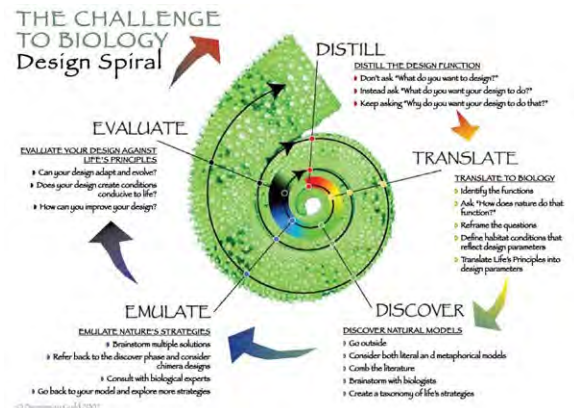 THE CHALLENGE
TO BIOLOGY
Design Spiral
DISTILL
DISTILL THE DESIGN FUNCTION
Don't ask "What do you want to design?"
Instead ask "What do you want your design to do?"
Keep asking "Why do you want your design to do that?"
TRANSLATE
TRANSLATE TO BIOLOGY
Identify the functions
Ask "How does nature do that
function?"
Reframe the questions
Define habitat conditions that
reflect design parameters
Translate Life's Principles into
design parameters
DISCOVER
DISCOVER NATURAL MODELS
Go outside
Consider both literal and metaphorical models
Comb the literature
Brainstorm with biologists
Create a taxonomy of life's strategies
EMULATE
EMULATE NATURE'S STRATEGIES
Brainstorm multiple solutions
Refer back to the discover phase and consider
chimera designs
Consult with biological experts
Go back to your model and explore more strategies
EVALUATE
EVALUATE YOUR DESIGN AGAINST
LIFE'S PRINCIPLES
Can your design adapt and evolve?
Does your design create conditions
conducive to life?
How can you improve your design?